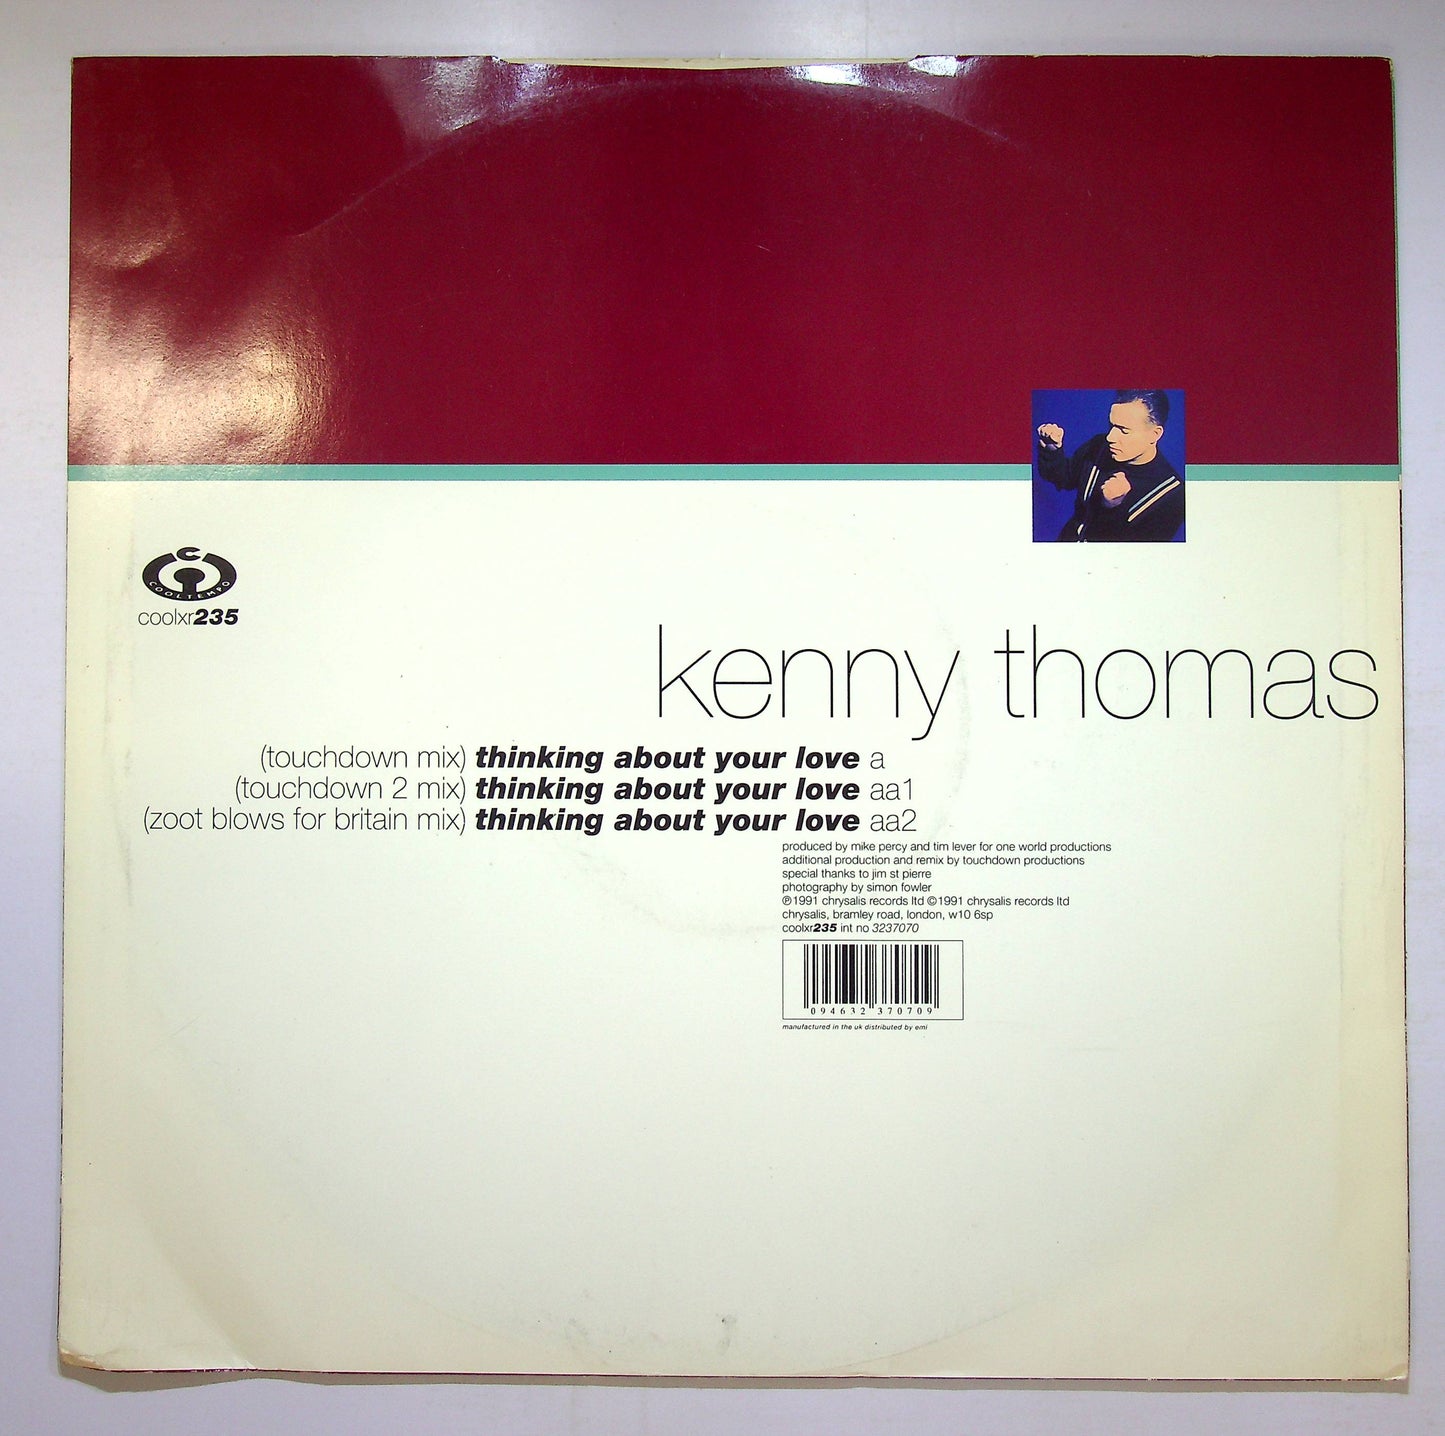 C
COOLTEMPO
coolxr235
kenny thomas
(touchdown mix) thinking about your love a
(touchdown 2 mix) thinking about your love aa1
(zoot blows for britain mix) thinking about your love aa2
produced by mike percy and tim lever for one world productions
additional production and remix by touchdown productions
special thanks to jim st pierre
photography by simon fowler
℗1991 chrysalis records ltd ©1991 chrysalis records ltd
chrysalis, bramley road, london, w10 6sp
coolxr235 int no 3237070
094632 370709
manufactured in the uk distributed by emi